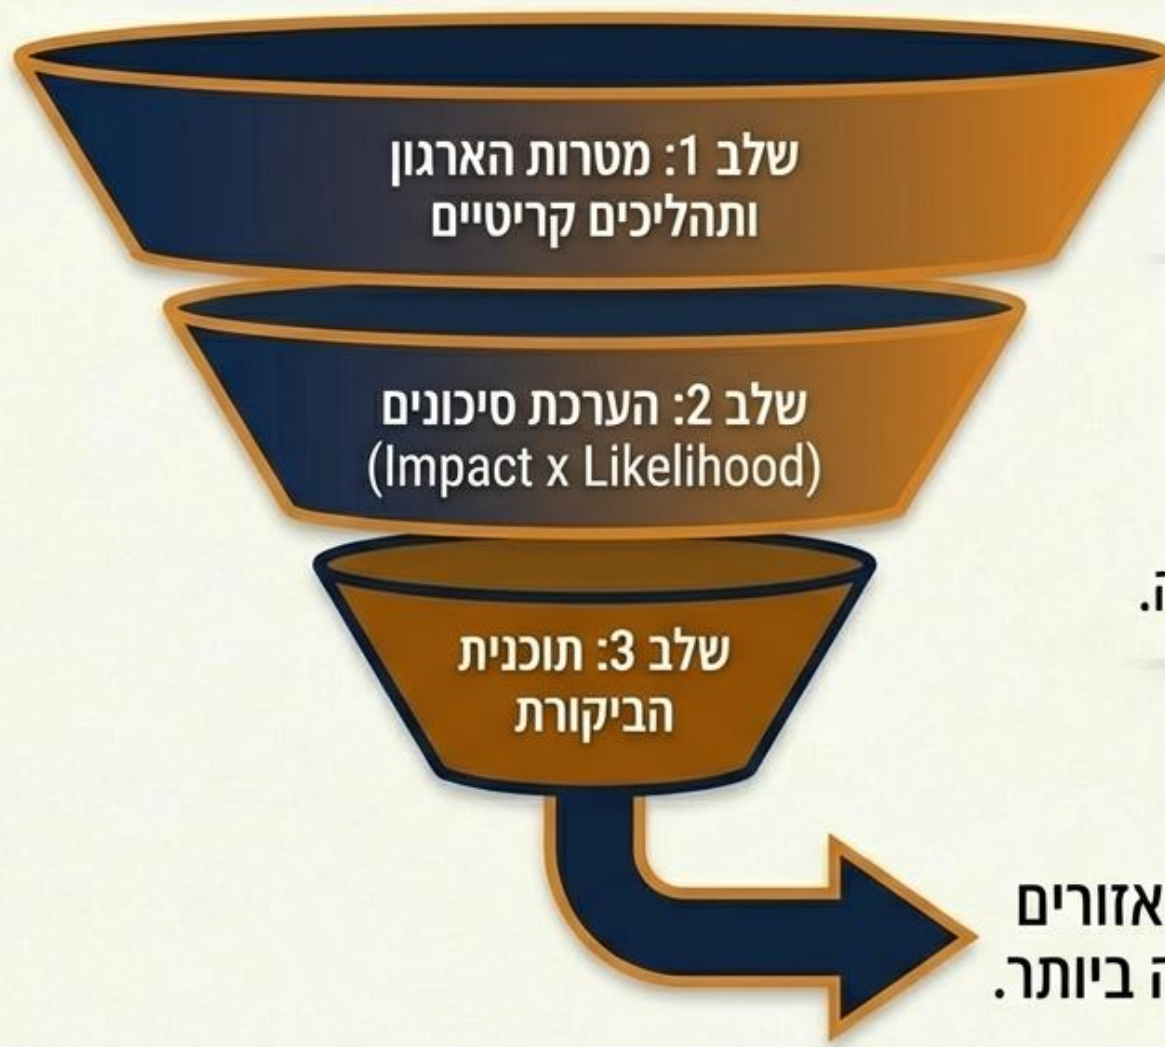 שלב 1: מטרות הארגון
ותהליכים קריטיים
שלב 2: הערכת סיכונים
(Impact x Likelihood)
שלב 3: תוכנית
הביקורת
אזורים
ביותר.